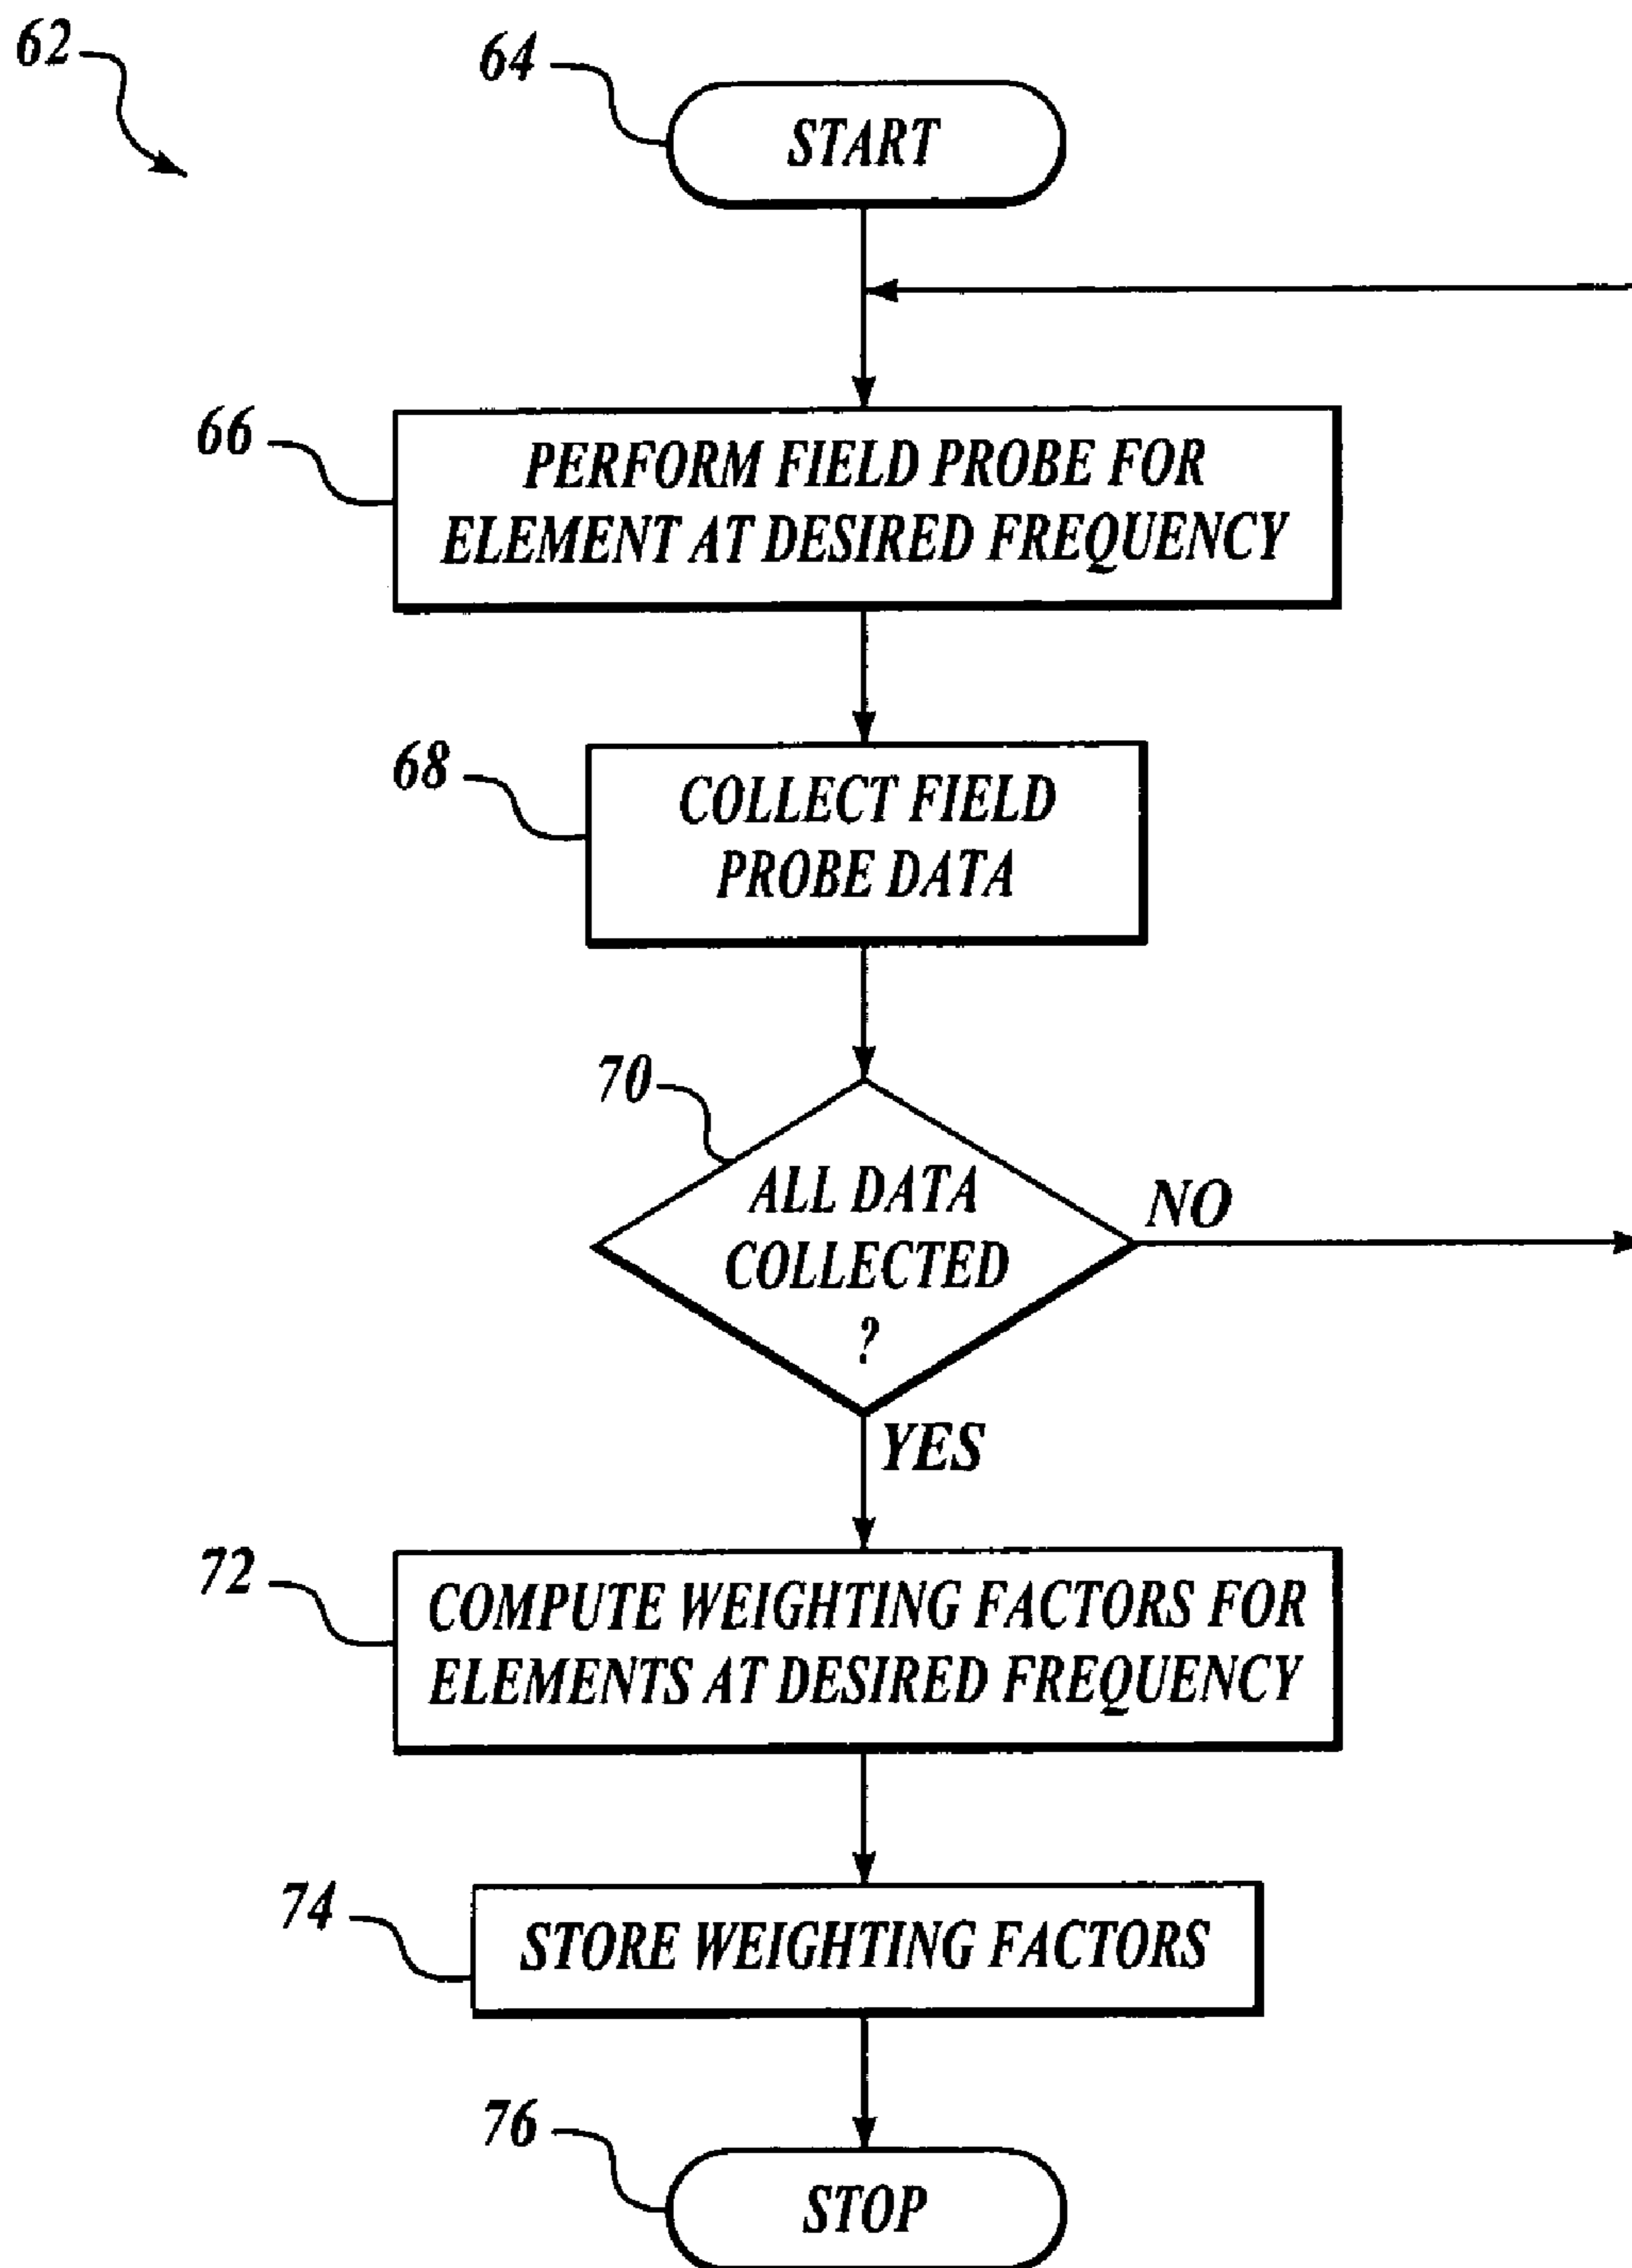 62
64
START
66
PERFORM FIELD PROBE FOR
ELEMENT AT DESIRED FREQUENCY
68
COLLECT FIELD
PROBE DATA
70
ALL DATA
COLLECTED
?
NO
YES
72
COMPUTE WEIGHTING FACTORS FOR
ELEMENTS AT DESIRED FREQUENCY
74
STORE WEIGHTING FACTORS
76
STOP